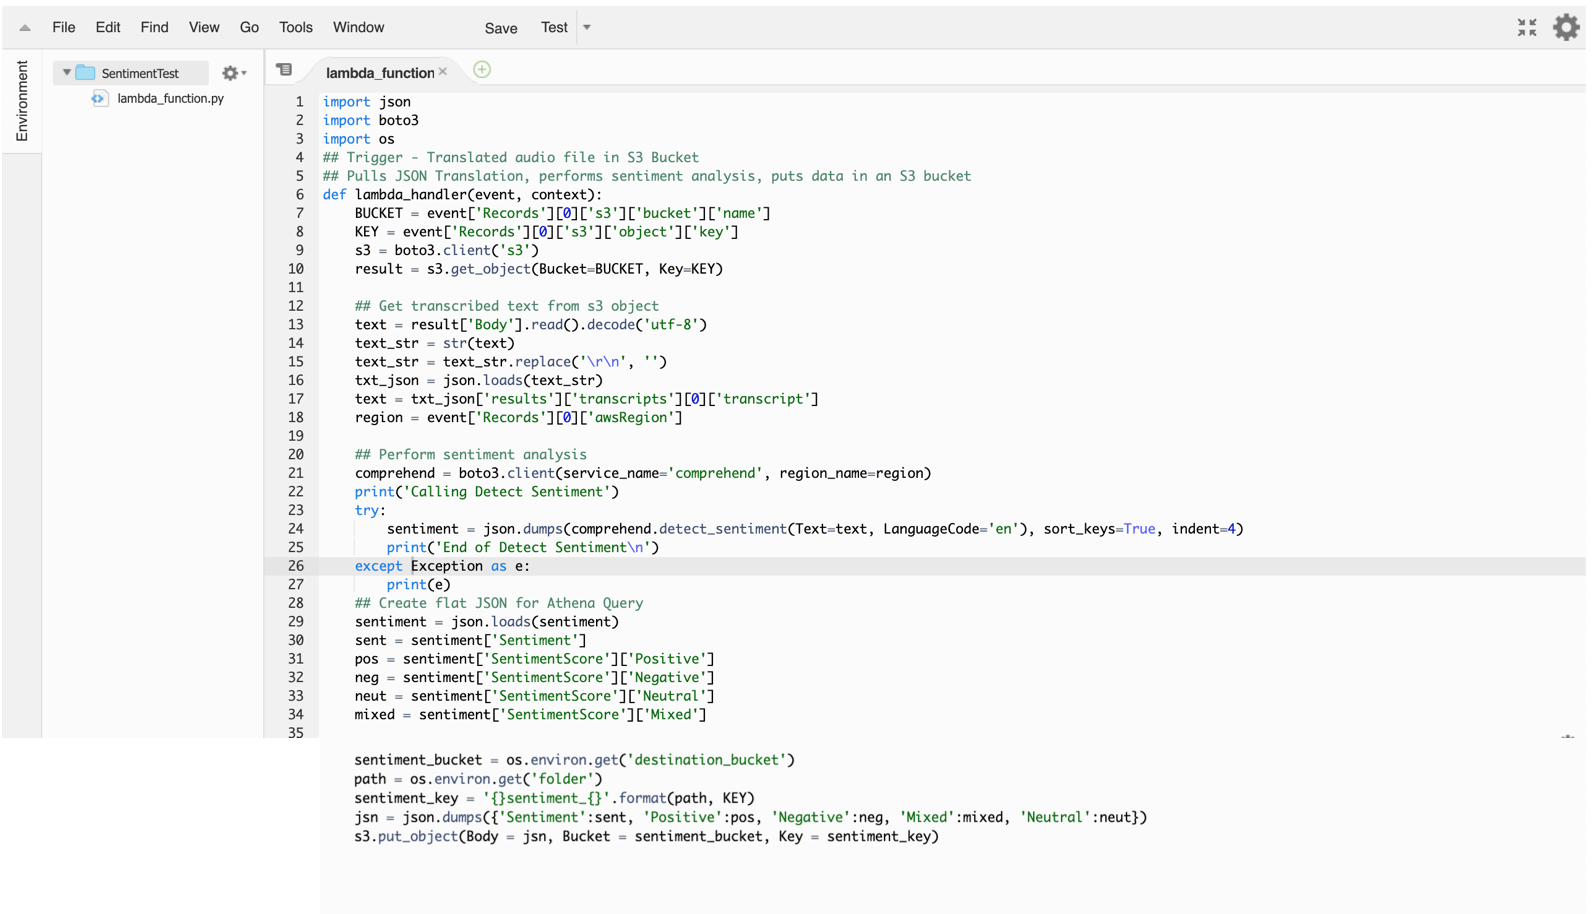 File Edit Find View Go Tools Window Save Test
Environment
SentimentTest
lambda_function.py
lambda_function
1 import json
2 import boto3
3 import os
4 ## Trigger - Translated audio file in S3 Bucket
5 ## Pulls JSON Translation, performs sentiment analysis, puts data in an S3 bucket
6 def lambda_handler(event, context):
7     BUCKET = event['Records'][0]['s3']['bucket']['name']
8     KEY = event['Records'][0]['s3']['object']['key']
9     s3 = boto3.client('s3')
10     result = s3.get_object(Bucket=BUCKET, Key=KEY)
11
12     ## Get transcribed text from s3 object
13     text = result['Body'].read().decode('utf-8')
14     text_str = str(text)
15     text_str = text_str.replace('\r\n', '')
16     txt_json = json.loads(text_str)
17     text = txt_json['results']['transcripts'][0]['transcript']
18     region = event['Records'][0]['awsRegion']
19
20     ## Perform sentiment analysis
21     comprehend = boto3.client(service_name='comprehend', region_name=region)
22     print('Calling Detect Sentiment')
23     try:
24         sentiment = json.dumps(comprehend.detect_sentiment(Text=text, LanguageCode='en'), sort_keys=True, indent=4)
25         print('End of Detect Sentiment\n')
26     except Exception as e:
27         print(e)
28     ## Create flat JSON for Athena Query
29     sentiment = json.loads(sentiment)
30     sent = sentiment['Sentiment']
31     pos = sentiment['SentimentScore']['Positive']
32     neg = sentiment['SentimentScore']['Negative']
33     neut = sentiment['SentimentScore']['Neutral']
34     mixed = sentiment['SentimentScore']['Mixed']
35
    sentiment_bucket = os.environ.get('destination_bucket')
    path = os.environ.get('folder')
    sentiment_key = '{}sentiment_{}'.format(path, KEY)
    jsn = json.dumps({'Sentiment':sent, 'Positive':pos, 'Negative':neg, 'Mixed':mixed, 'Neutral':neut})
    s3.put_object(Body = jsn, Bucket = sentiment_bucket, Key = sentiment_key)